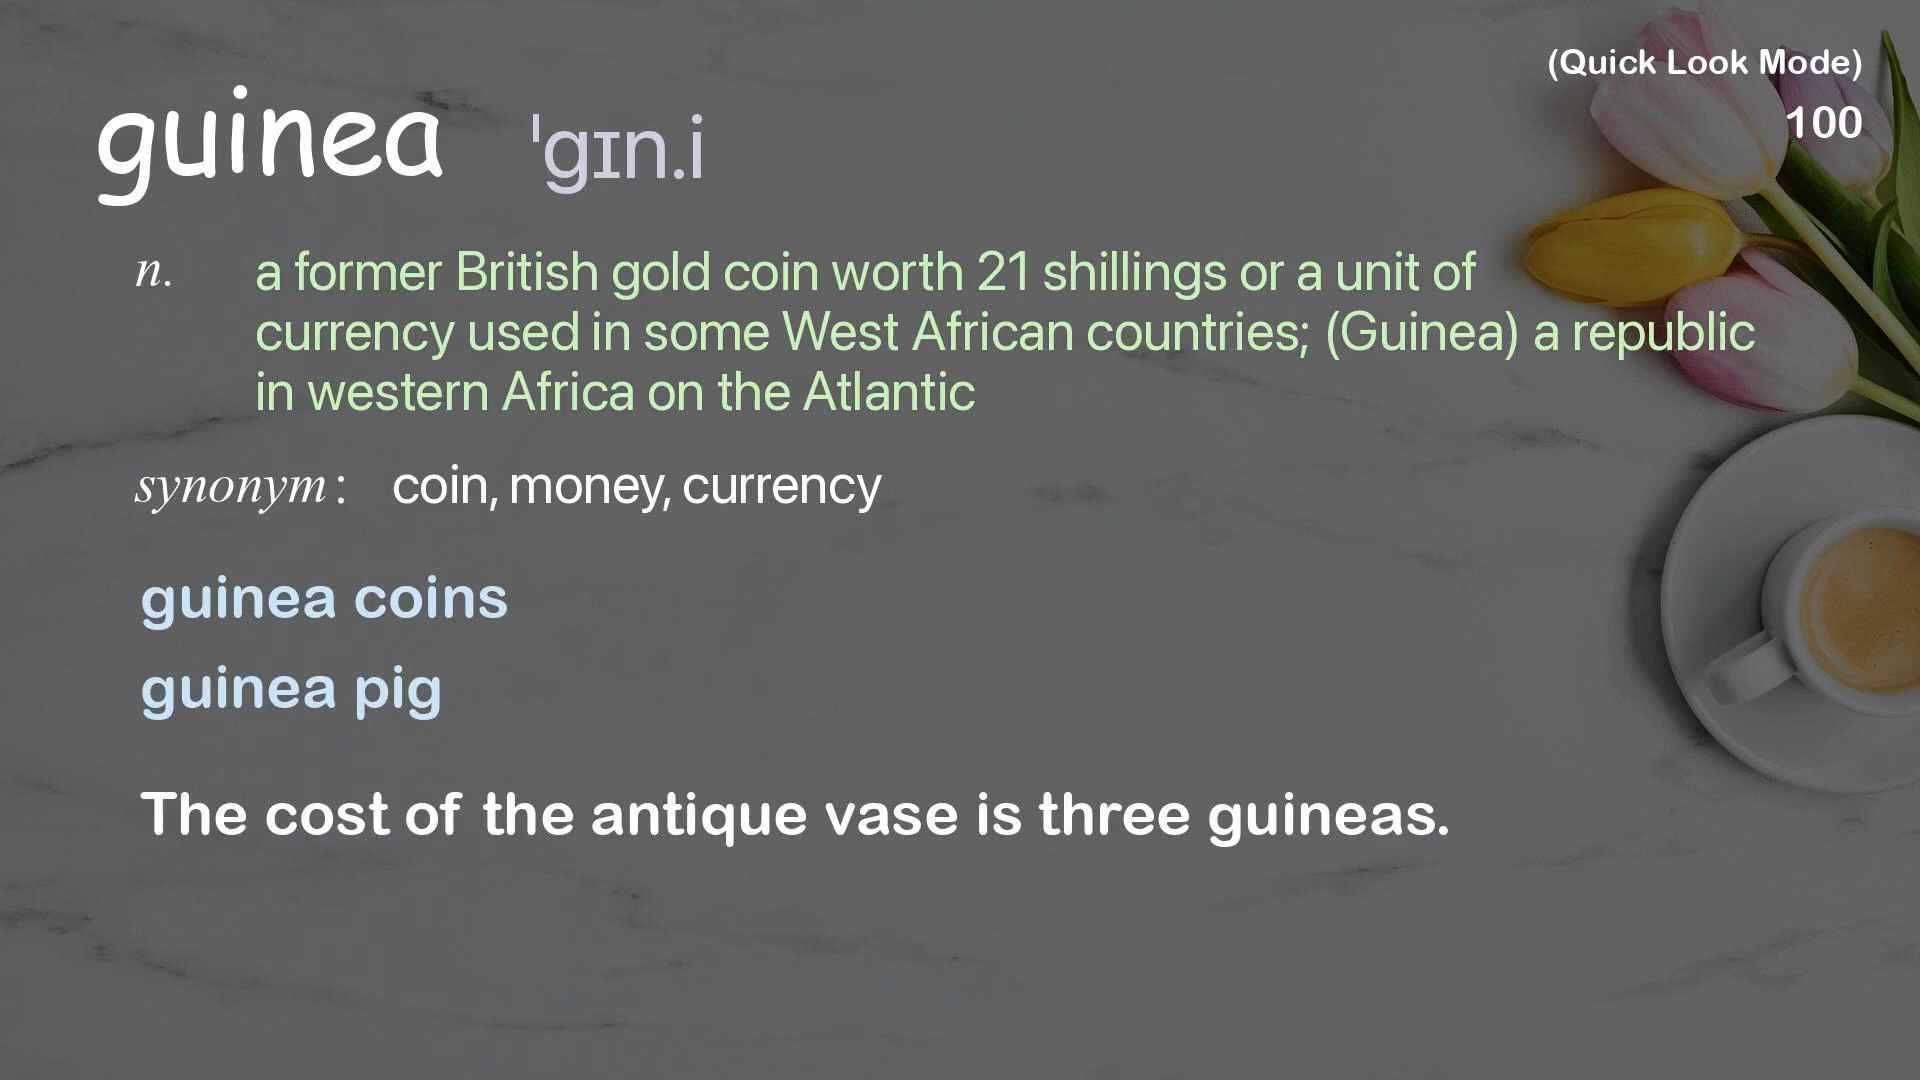 (Quick Look Mode)
100
guinea ˈɡɪn.i
n. a former British gold coin worth 21 shillings or a unit of
currency used in some West African countries; (Guinea) a republic
in western Africa on the Atlantic
synonym: coin, money, currency
guinea coins
guinea pig
The cost of the antique vase is three guineas.